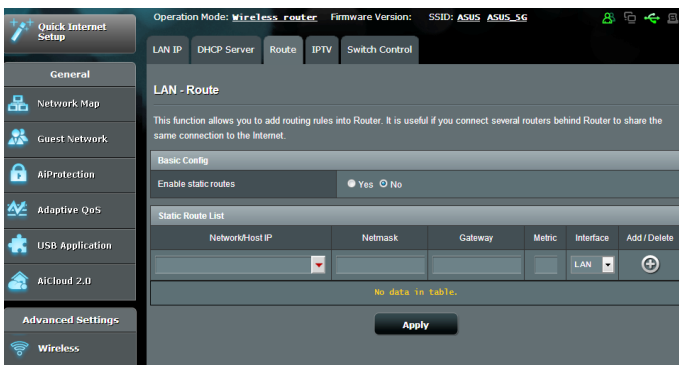 Quick Internet
Setup
General
Network Map
Guest Network
AiProtection
Adaptive QoS
USB Application
AiCloud 2.0
Advanced Settings
Wireless
Operation Mode: Wireless router Firmware Version: SSID: ASUS ASUS_5G
LAN IP DHCP Server Route IPTV Switch Control
LAN - Route
This function allows you to add routing rules into Router. It is useful if you connect several routers behind Router to share the
same connection to the Internet.
Basic Config
Enable static routes Yes No
Static Route List
Network/Host IP Netmask Gateway Metric Interface Add / Delete
LAN
No data in table.
Apply